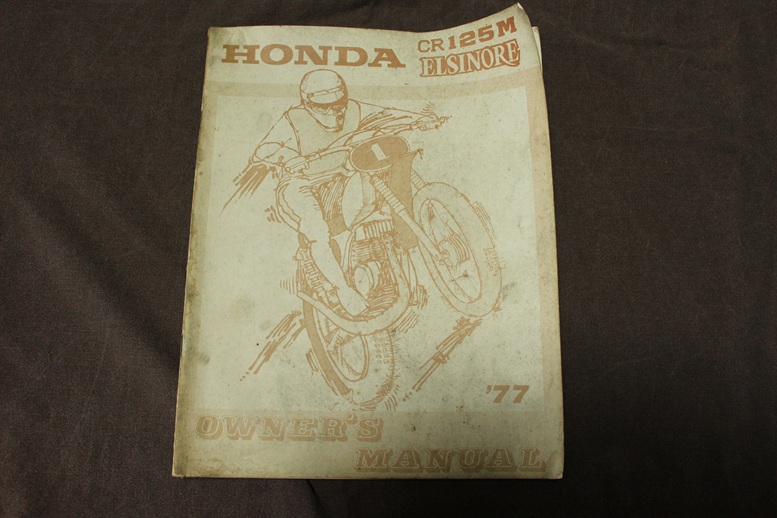 HONDA CR125M
ELSINORE
1
'77
OWNER'S
MANUAL